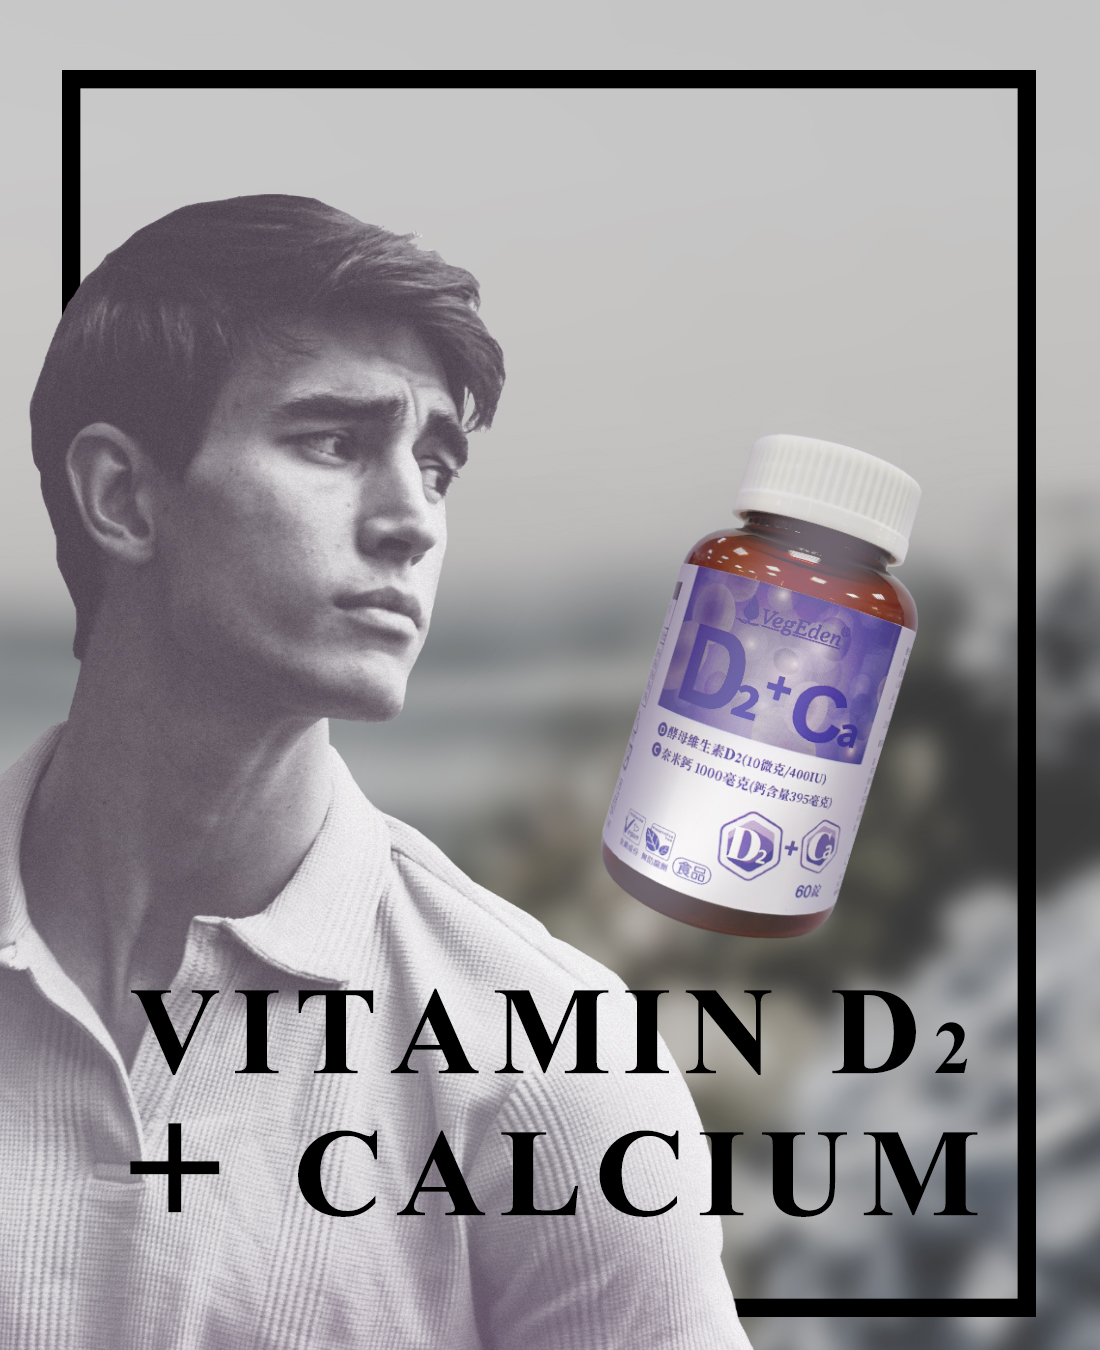 VegEden
D2+Ca
D 酵母維生素D2(10微克/400IU)
C 奈米鈣 1000毫克(鈣含量395毫克)
D2 + Ca
食品
60錠
VITAMIN D2
+ CALCIUM